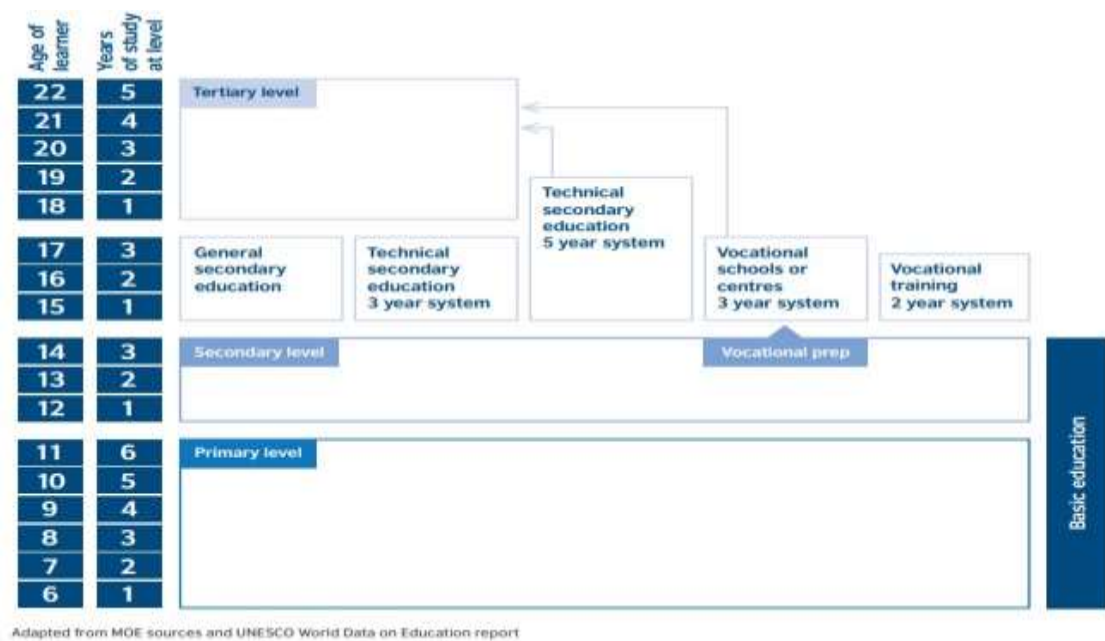 Age of
learner
Years
of study
at level
22 5 Tertiary level
21 4
20 3
19 2
18 1
Technical
secondary
education
5 year system
17 3
16 2
15 1
General
secondary
education
Technical
secondary
education
3 year system
Vocational
schools or
centres
3 year system
Vocational
training
2 year system
14 3 Secondary level Vocational prep
13 2
12 1
11 6 Primary level
10 5
9 4
8 3
7 2
6 1
Basic education
Adapted from MOE sources and UNESCO World Data on Education report